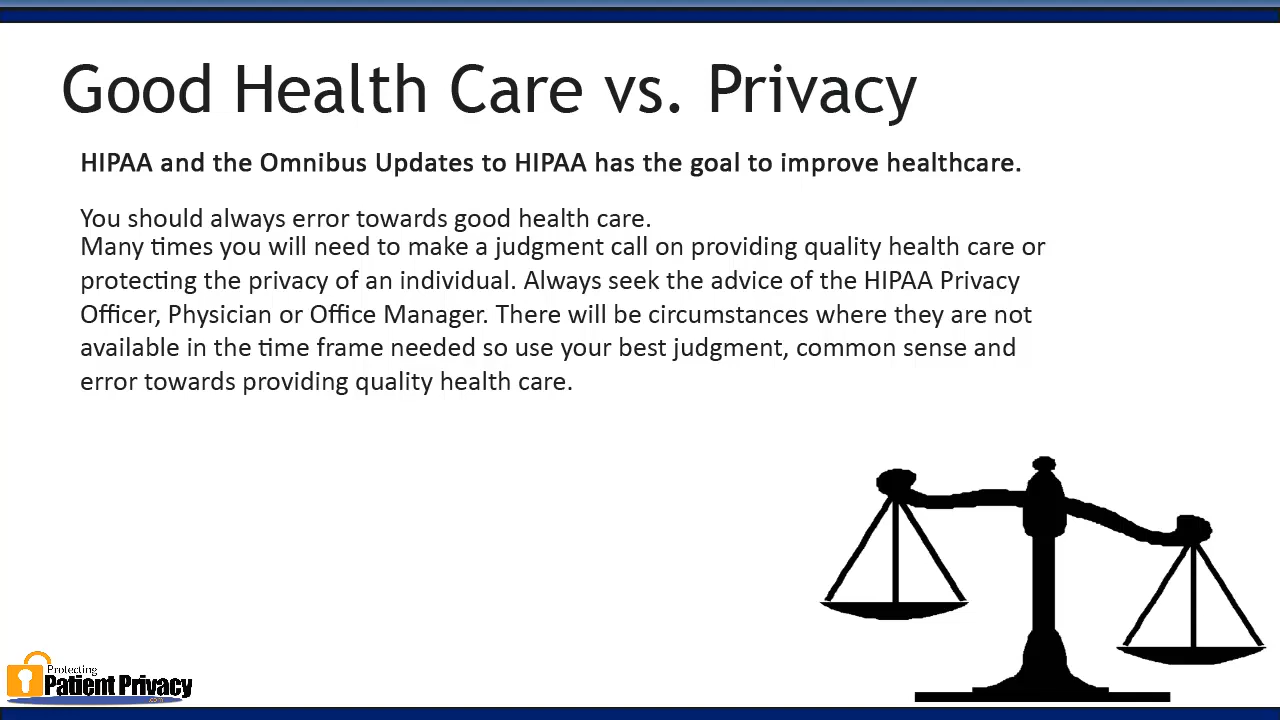 Good Health Care vs. Privacy
HIPAA and the Omnibus Updates to HIPAA has the goal to improve healthcare.
You should always error towards good health care.
Many times you will need to make a judgment call on providing quality health care or
protecting the privacy of an individual. Always seek the advice of the HIPAA Privacy
Officer, Physician or Office Manager. There will be circumstances where they are not
available in the time frame needed so use your best judgment, common sense and
error towards providing quality health care.
Protecting
Patient Privacy
.com